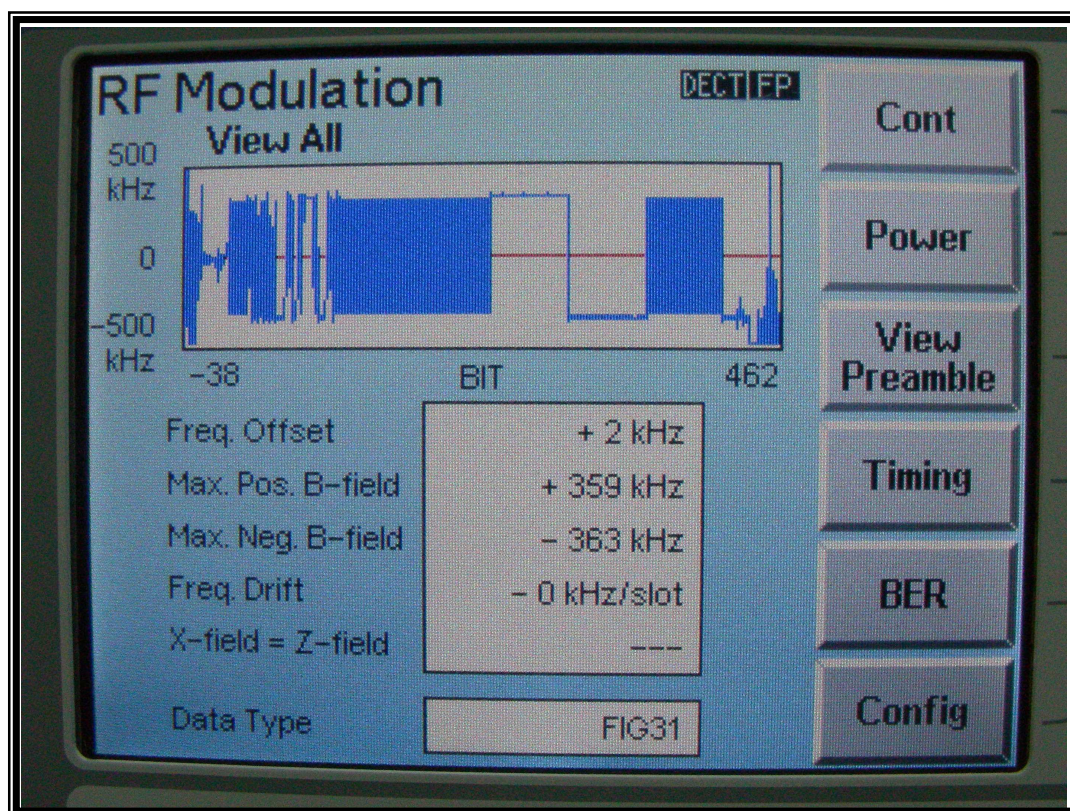 RF Modulation
DECT FP
View All
500
kHz
0
-500
kHz
-38 BIT 462
Freq. Offset + 2 kHz
Max. Pos. B-field + 359 kHz
Max. Neg. B-field - 363 kHz
Freq. Drift - 0 kHz/slot
X-field = Z-field ---
Data Type FIG31
Cont
Power
View
Preamble
Timing
BER
Config